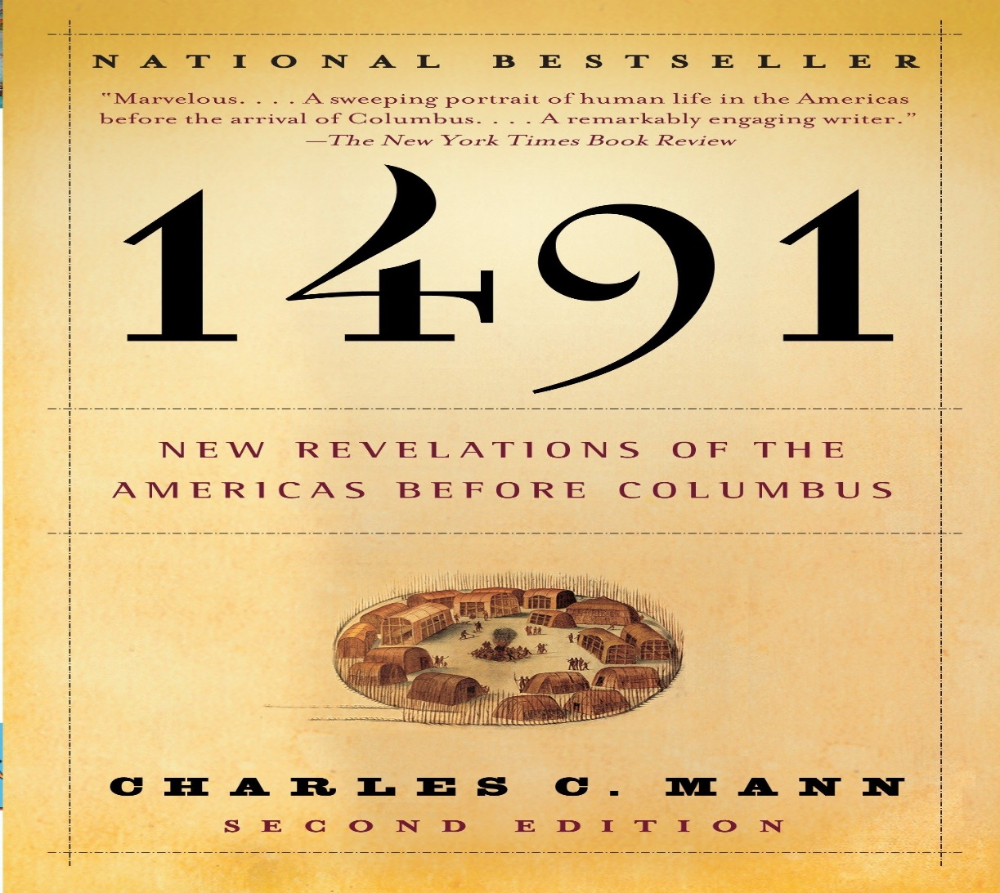 NATIONAL BESTSELLER
"Marvelous. . . . A sweeping portrait of human life in the Americas
before the arrival of Columbus. . . . A remarkably engaging writer.”
—The New York Times Book Review
1491
NEW REVELATIONS OF THE
AMERICAS BEFORE COLUMBUS
CHARLES C. MANN
SECOND EDITION